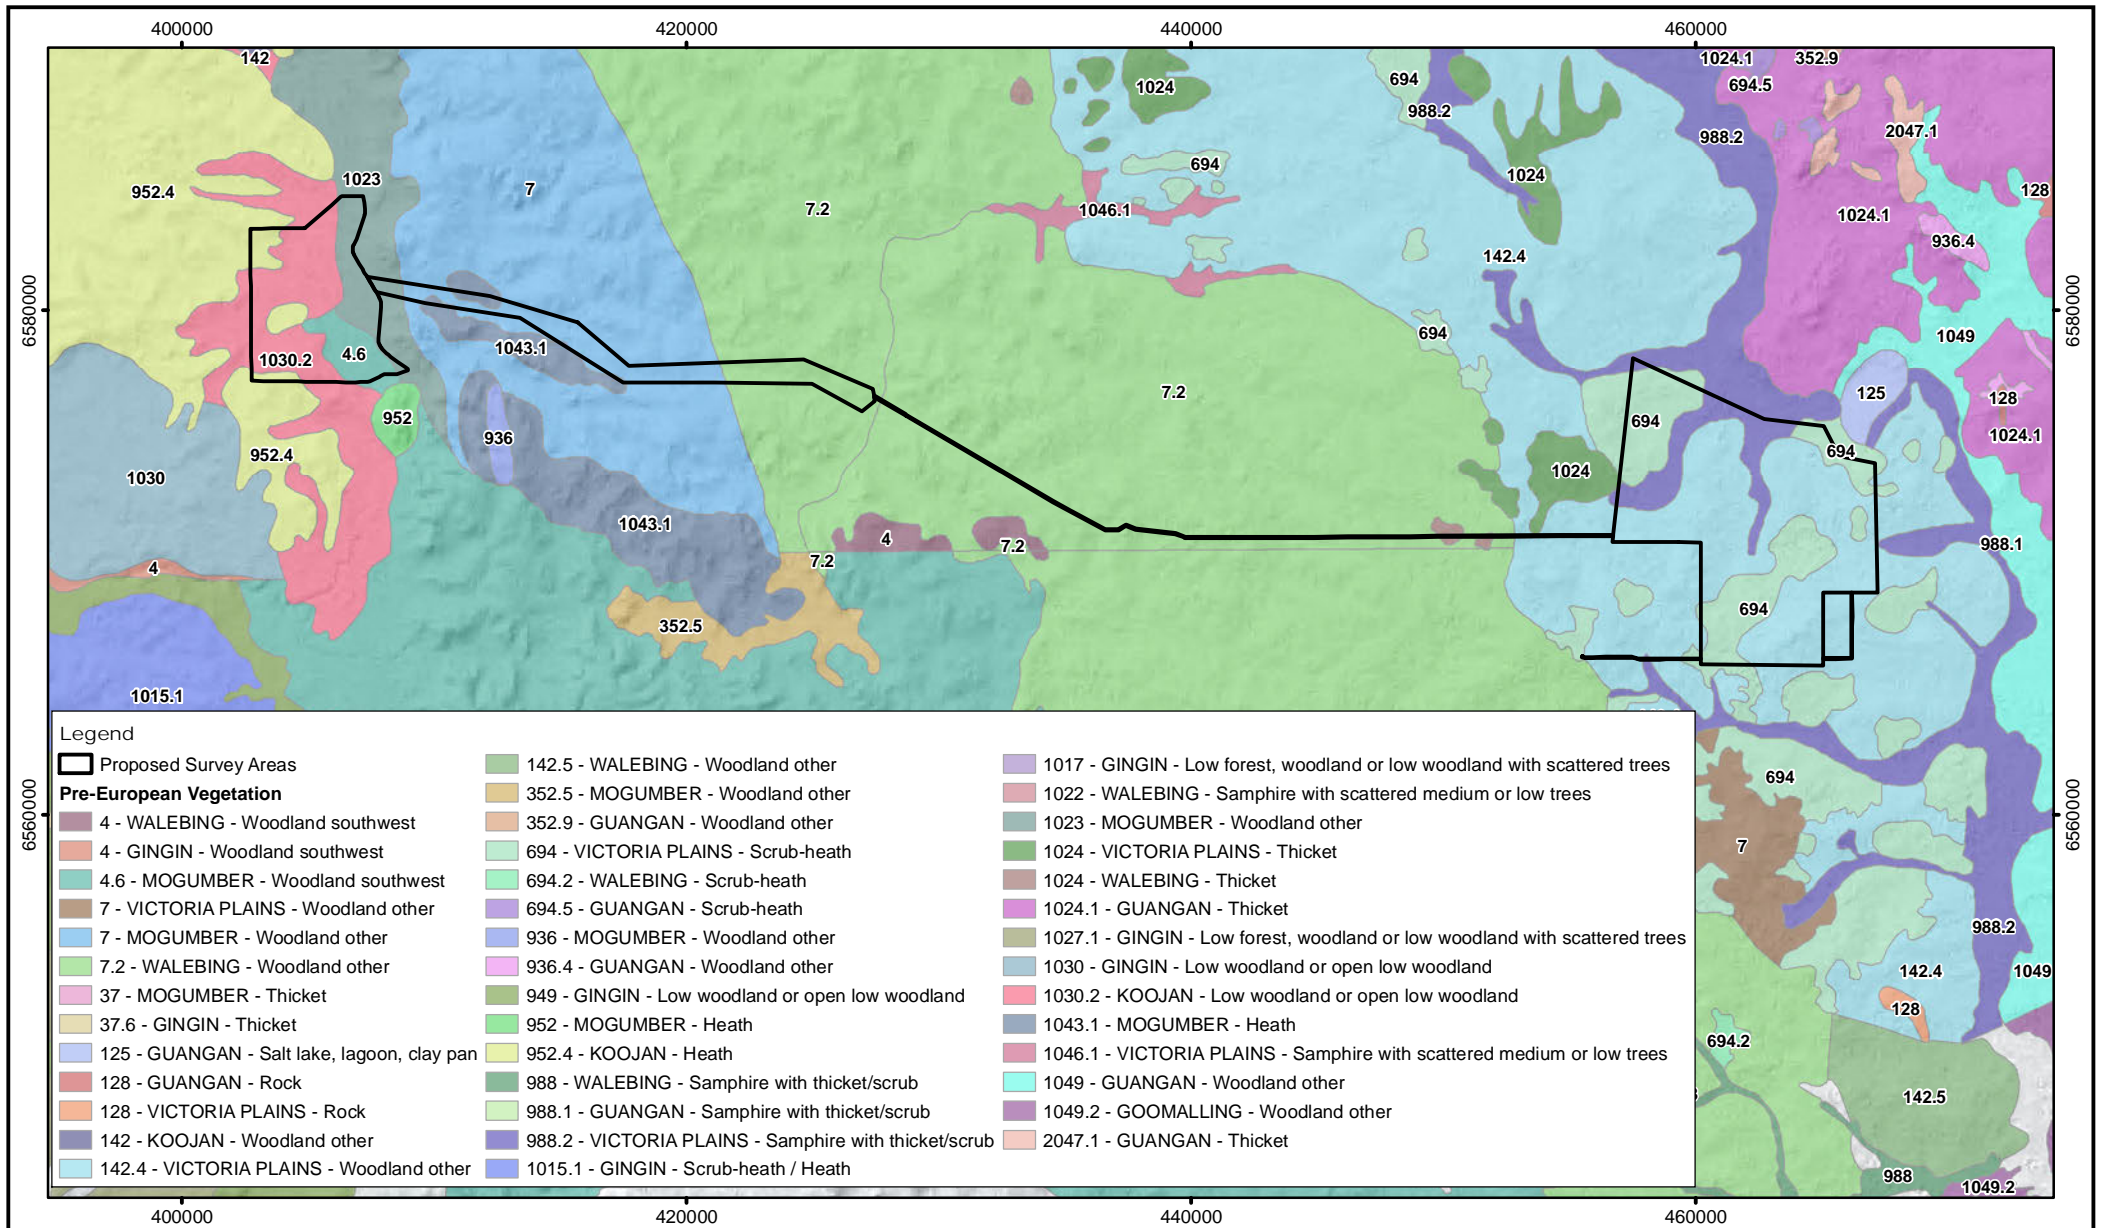 400000 420000 440000 460000
142 1024.1 352.9
694 1024 694.5
988.2 2047.1
988.2
694
1023 1024 128
952.4 7
7.2 1046.1 1024.1
936.4
142.4
6580000 6580000
694 1049
1043.1
4.6
1030.2
7.2 125 128
952 694
936 1024.1
952.4 694
1030 1024
1043.1
4 7.2 988.1
7.2
4
694
352.5
1015.1
Legend
Proposed Survey Areas
Pre-European Vegetation
4 - WALEBING - Woodland southwest
4 - GINGIN - Woodland southwest
4.6 - MOGUMBER - Woodland southwest
7 - VICTORIA PLAINS - Woodland other
7 - MOGUMBER - Woodland other
7.2 - WALEBING - Woodland other
37 - MOGUMBER - Thicket
37.6 - GINGIN - Thicket
125 - GUANGAN - Salt lake, lagoon, clay pan
128 - GUANGAN - Rock
128 - VICTORIA PLAINS - Rock
142 - KOOJAN - Woodland other
142.4 - VICTORIA PLAINS - Woodland other
142.5 - WALEBING - Woodland other
352.5 - MOGUMBER - Woodland other
352.9 - GUANGAN - Woodland other
694 - VICTORIA PLAINS - Scrub-heath
694.2 - WALEBING - Scrub-heath
694.5 - GUANGAN - Scrub-heath
936 - MOGUMBER - Woodland other
936.4 - GUANGAN - Woodland other
949 - GINGIN - Low woodland or open low woodland
952 - MOGUMBER - Heath
952.4 - KOOJAN - Heath
988 - WALEBING - Samphire with thicket/scrub
988.1 - GUANGAN - Samphire with thicket/scrub
988.2 - VICTORIA PLAINS - Samphire with thicket/scrub
1015.1 - GINGIN - Scrub-heath / Heath
1017 - GINGIN - Low forest, woodland or low woodland with scattered trees
1022 - WALEBING - Samphire with scattered medium or low trees
1023 - MOGUMBER - Woodland other
1024 - VICTORIA PLAINS - Thicket
1024 - WALEBING - Thicket
1024.1 - GUANGAN - Thicket
1027.1 - GINGIN - Low forest, woodland or low woodland with scattered trees
1030 - GINGIN - Low woodland or open low woodland
1030.2 - KOOJAN - Low woodland or open low woodland
1043.1 - MOGUMBER - Heath
1046.1 - VICTORIA PLAINS - Samphire with scattered medium or low trees
1049 - GUANGAN - Woodland other
1049.2 - GOOMALLING - Woodland other
2047.1 - GUANGAN - Thicket
694
6560000 6560000
7
988.2
142.4 1049
128
694.2
142.5
988
1049.2
400000 420000 440000 460000